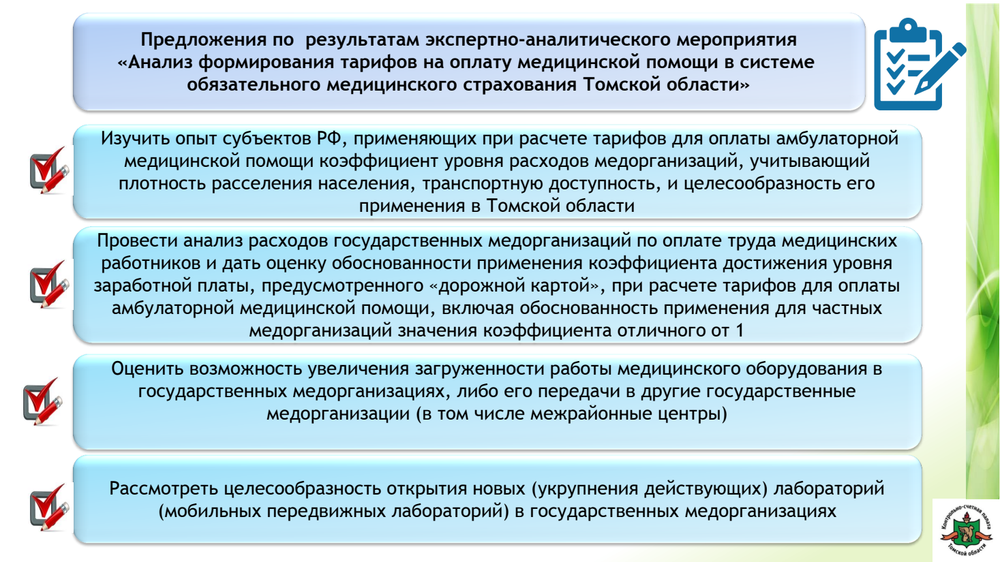 Предложения по  результатам экспертно-аналитического мероприятия
«Анализ формирования тарифов на оплату медицинской помощи в системе
обязательного медицинского страхования Томской области»
Изучить опыт субъектов РФ, применяющих при расчете тарифов для оплаты амбулаторной
медицинской помощи коэффициент уровня расходов медорганизаций, учитывающий
плотность расселения населения, транспортную доступность, и целесообразность его
применения в Томской области
Провести анализ расходов государственных медорганизаций по оплате труда медицинских
работников и дать оценку обоснованности применения коэффициента достижения уровня
заработной платы, предусмотренного «дорожной картой», при расчете тарифов для оплаты
амбулаторной медицинской помощи, включая обоснованность применения для частных
медорганизаций значения коэффициента отличного от 1
Оценить возможность увеличения загруженности работы медицинского оборудования в
государственных медорганизациях, либо его передачи в другие государственные
медорганизации (в том числе межрайонные центры)
Рассмотреть целесообразность открытия новых (укрупнения действующих) лабораторий
(мобильных передвижных лабораторий) в государственных медорганизациях
Контрольно-счетная палата
Томской области